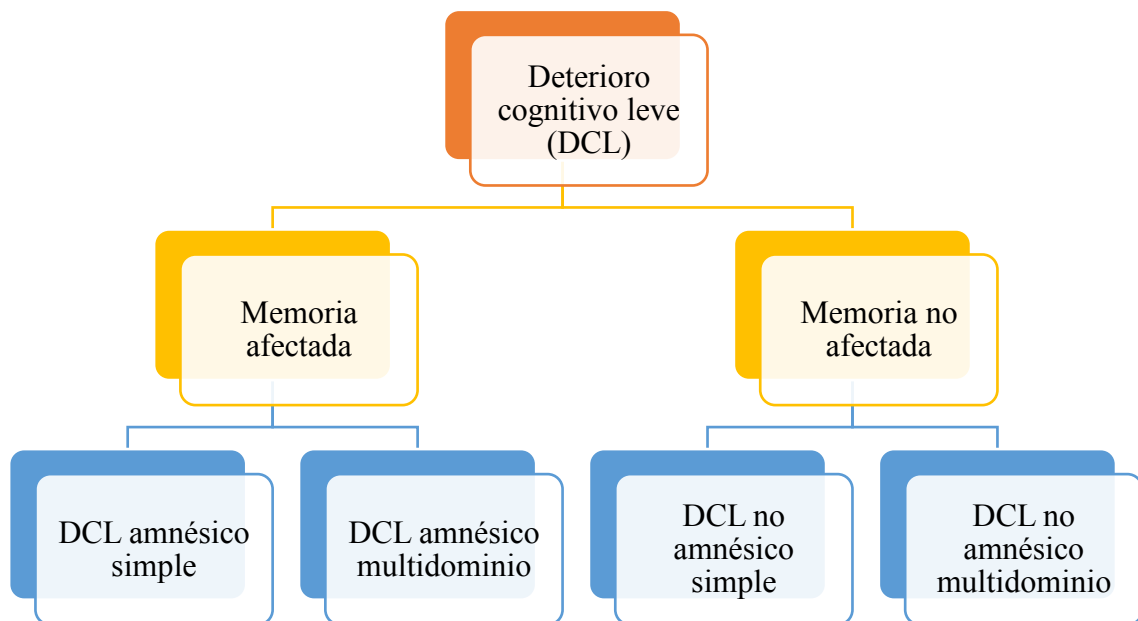 Deterioro
cognitivo leve
(DCL)
Memoria
afectada
Memoria no
afectada
DCL amnésico
simple
DCL amnésico
multidominio
DCL no
amnésico
simple
DCL no
amnésico
multidominio